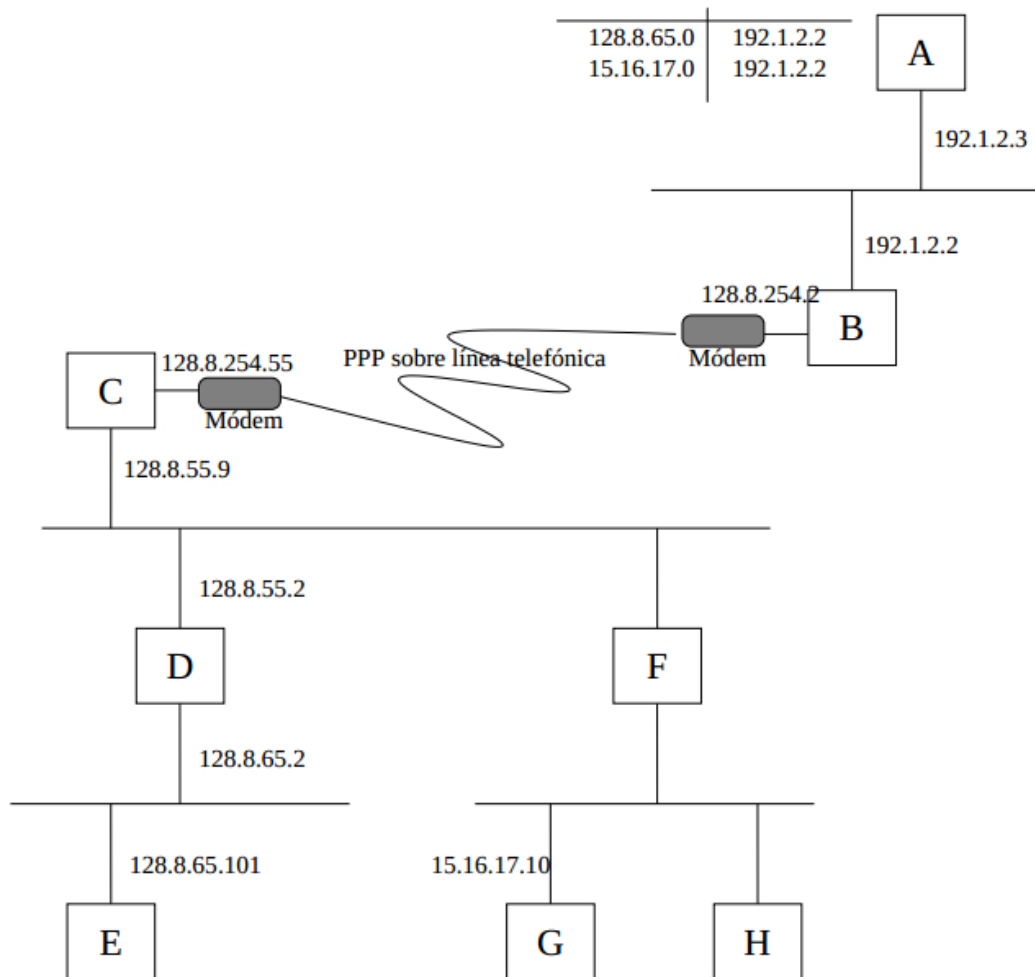 128.8.65.0 192.1.2.2
15.16.17.0 192.1.2.2
A
192.1.2.3
192.1.2.2
128.8.254.2
B
Módem
PPP sobre línea telefónica
128.8.254.55
C
Módem
128.8.55.9
128.8.55.2
D
F
128.8.65.2
128.8.65.101
15.16.17.10
E
G
H